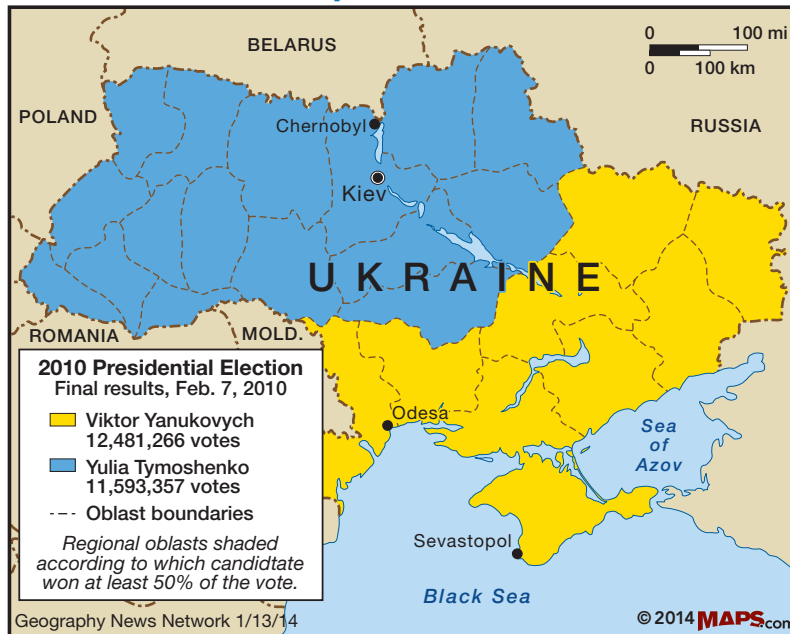 BELARUS
0 100 mi
0 100 km
POLAND
Chernobyl
RUSSIA
Kiev
UKRAINE
ROMANIA
MOLD.
2010 Presidential Election
Final results, Feb. 7, 2010
Viktor Yanukovych
12,481,266 votes
Yulia Tymoshenko
11,593,357 votes
Oblast boundaries
Regional oblasts shaded
according to which candidtate
won at least 50% of the vote.
Odesa
Sea
of
Azov
Sevastopol
Black Sea
Geography News Network 1/13/14
© 2014 MAPS.com